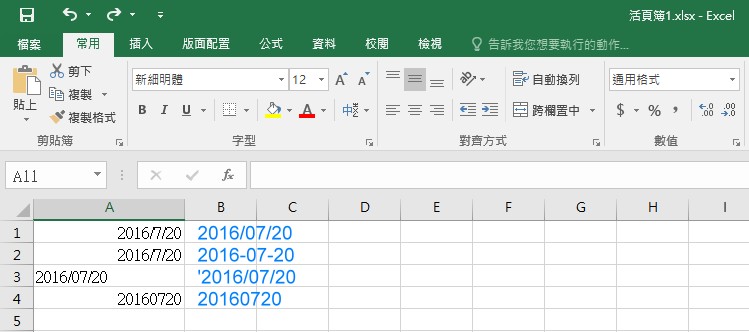 活頁簿1.xlsx - Excel
檔案 常用 插入 版面配置 公式 資料 校閱 檢視 告訴我您想要執行的動作...
貼上 剪下 複製 複製格式 新細明體 12 A A B I U A 中 自動換列 跨欄置中 通用格式 $ % , .00 .0
剪貼簿 字型 對齊方式 數值
A11 fx
A B C D E F G H I
1 2016/7/20 2016/07/20
2 2016/7/20 2016-07-20
3 2016/07/20 '2016/07/20
4 20160720 20160720
5